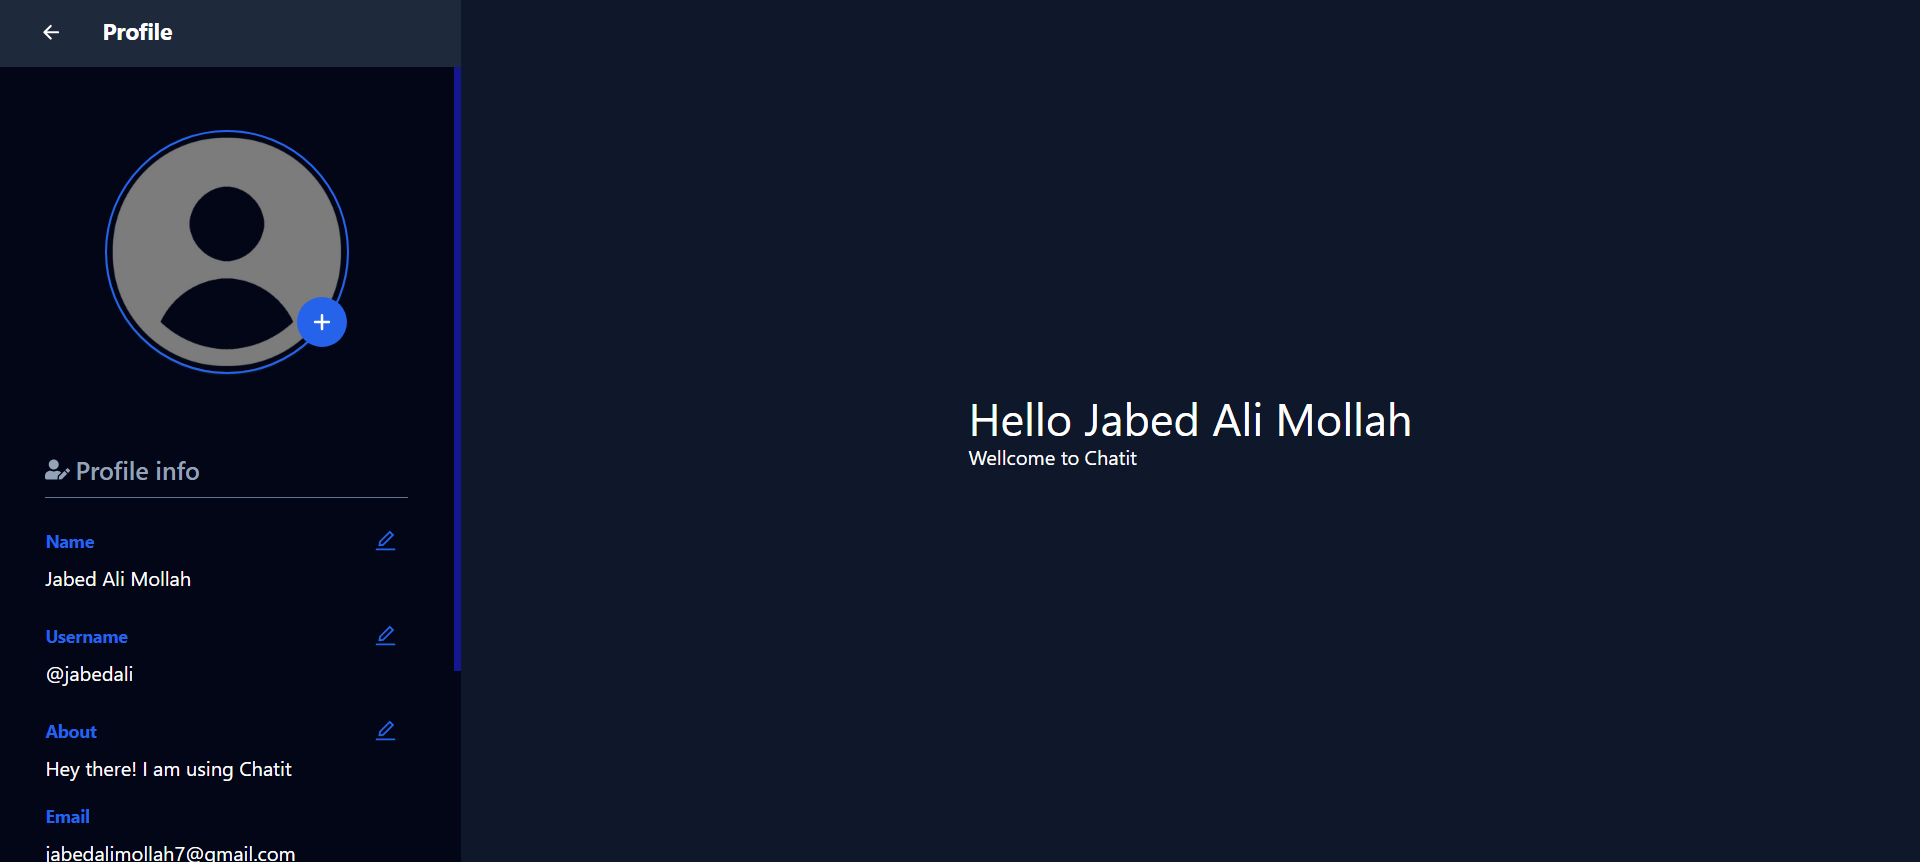 Profile
Profile info
Name
Jabed Ali Mollah
Username
@jabedali
About
Hey there! I am using Chatit
Email
jabedalimollah7@gmail.com
Hello Jabed Ali Mollah
Wellcome to Chatit